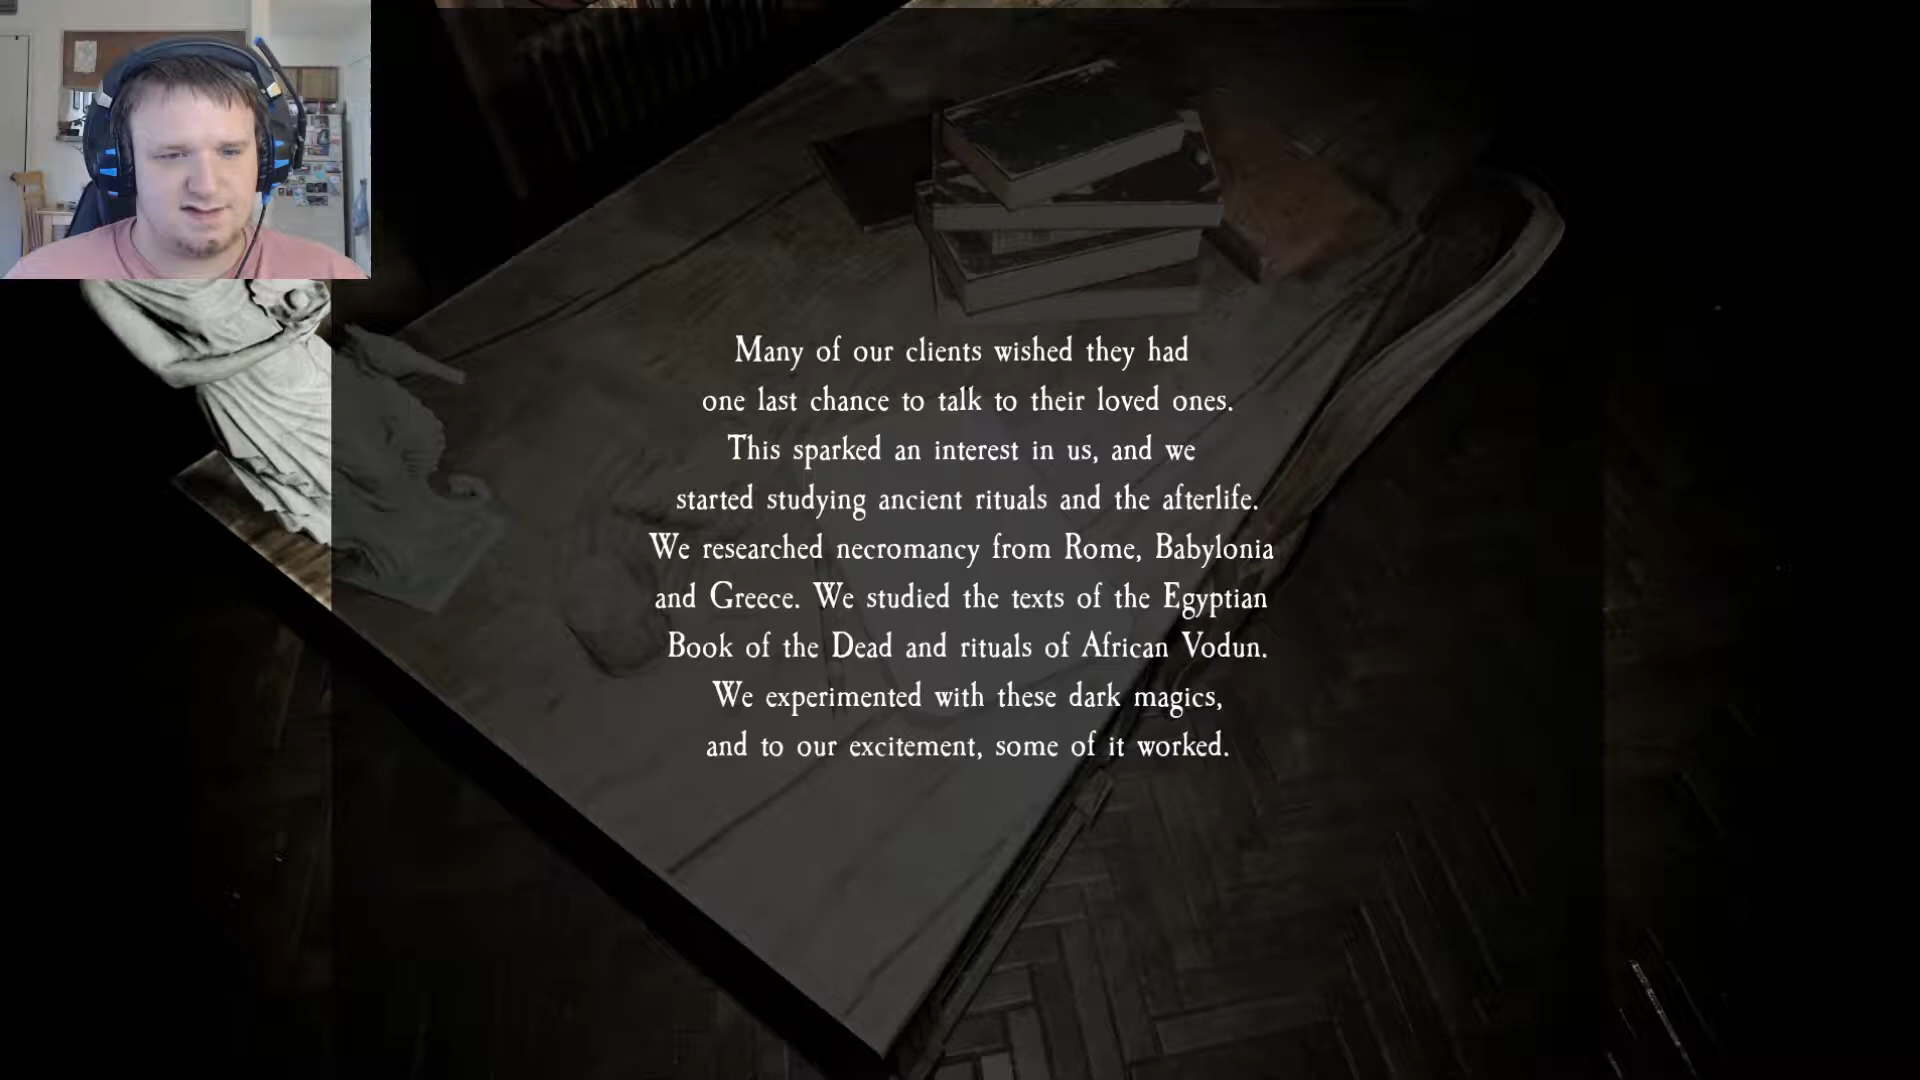 Many of our clients wished they had
one last chance to talk to their loved ones.
This sparked an interest in us, and we
started studying ancient rituals and the afterlife.
We researched necromancy from Rome, Babylonia
and Greece. We studied the texts of the Egyptian
Book of the Dead and rituals of African Vodun.
We experimented with these dark magics,
and to our excitement, some of it worked.